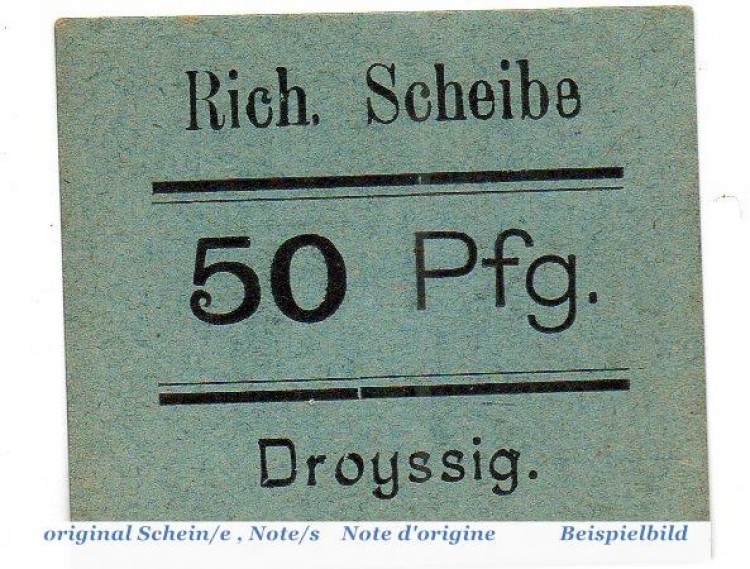 Rich. Scheibe
50 Pfg.
Droyssig.
original Schein/e , Note/s Note d'origine Beispielbild